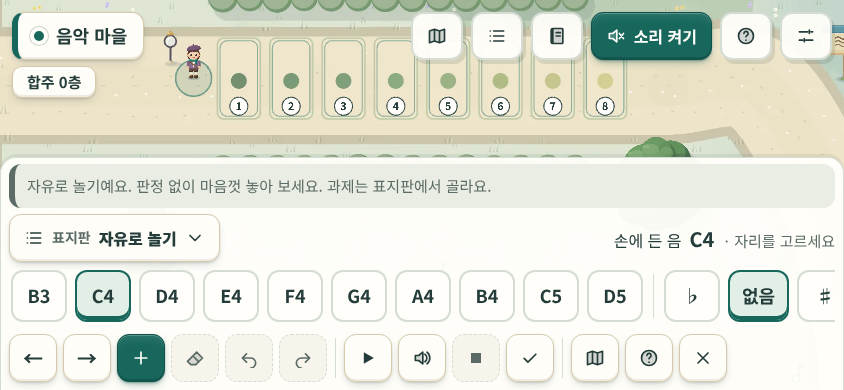 음악 마을
소리 켜기
합주 0층
1 2 3 4 5 6 7 8
자유로 놀기예요. 판정 없이 마음껏 놓아 보세요. 과제는 표지판에서 골라요.
표지판 자유로 놀기
손에 든 음 C4 · 자리를 고르세요
B3 C4 D4 E4 F4 G4 A4 B4 C5 D5 ♭ 없음 ♯